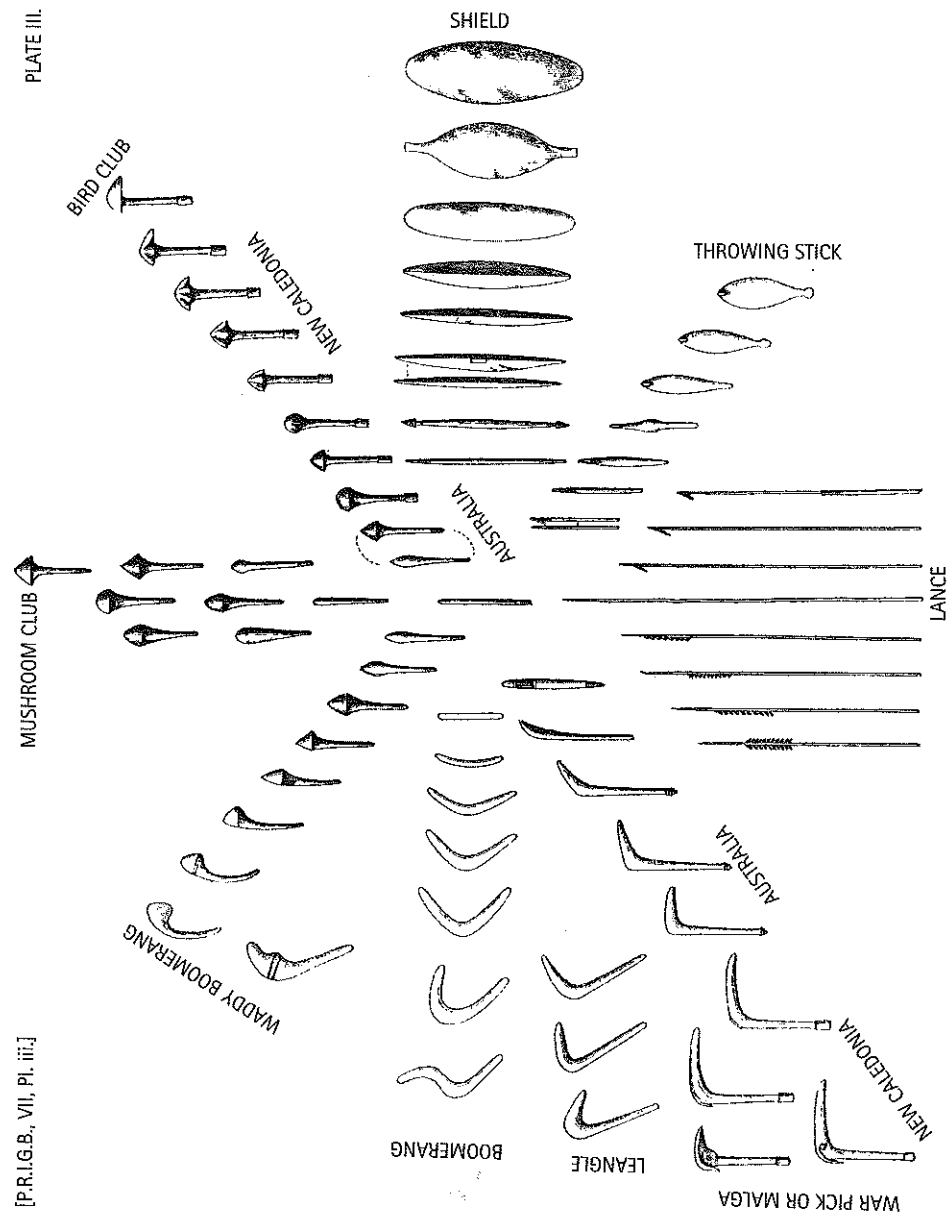 PLATE III.
SHIELD
BIRD CLUB
NEW CALEDONIA
THROWING STICK
AUSTRALIA
MUSHROOM CLUB
LANCE
AUSTRALIA
WADDY BOOMERANG
NEW CALEDONIA
BOOMERANG
LEANGLE
WAR PICK OR MALGA
[P.R.I.G.B., VII, Pl. iii.]